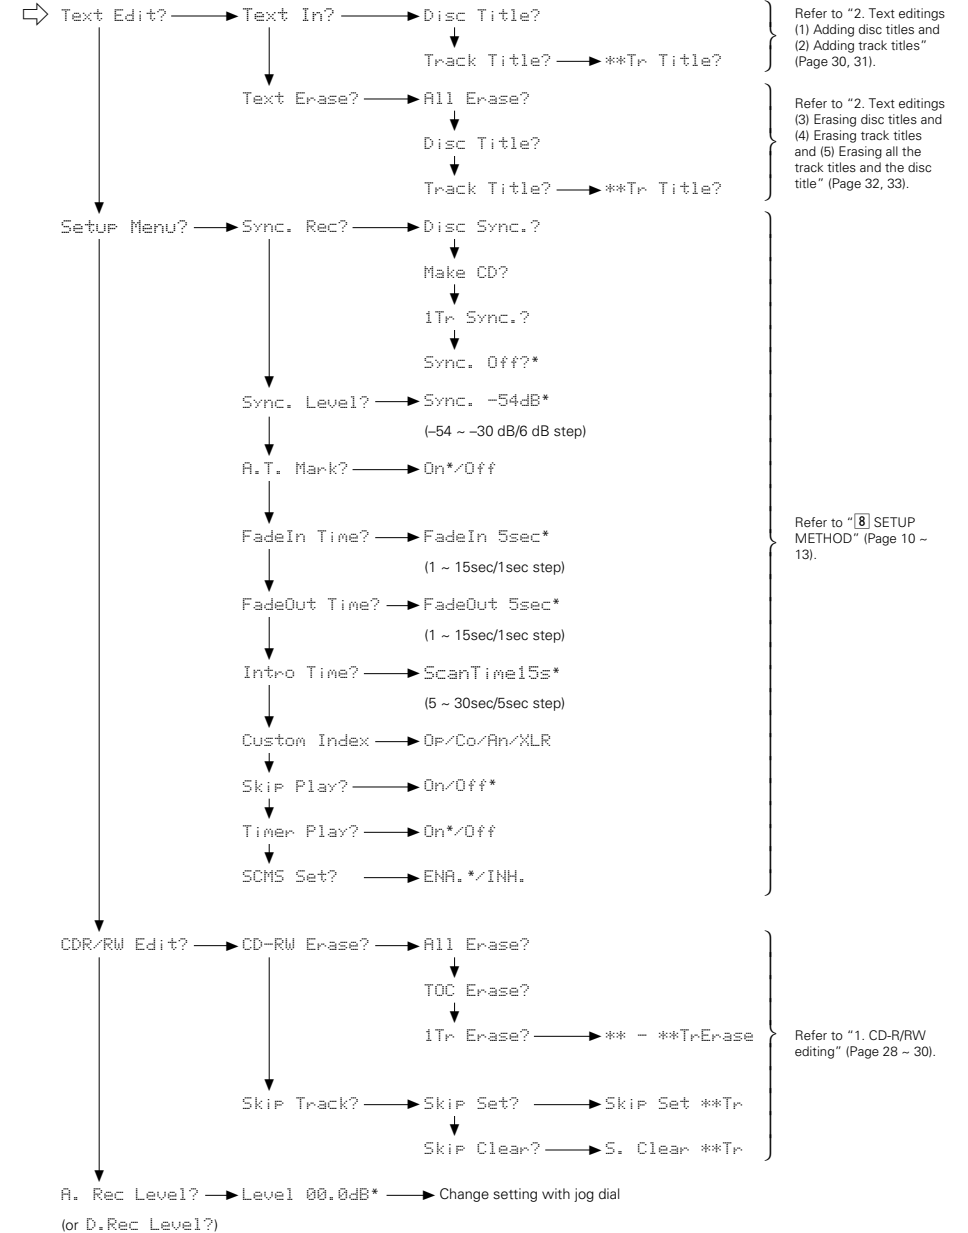 Text Edit? Text In? Disc Title?
Track Title? **Tr Title?
Refer to “2. Text editings
(1) Adding disc titles and
(2) Adding track titles”
(Page 30, 31).
Text Erase? All Erase?
Disc Title?
Track Title? **Tr Title?
Refer to “2. Text editings
(3) Erasing disc titles and
(4) Erasing track titles
and (5) Erasing all the
track titles and the disc
title” (Page 32, 33).
Setup Menu? Sync. Rec? Disc Sync.?
Make CD?
1Tr Sync.?
Sync. Off?*
Sync. Level? Sync. -54dB*
(–54 ~ –30 dB/6 dB step)
A.T. Mark? On*/Off
FadeIn Time? FadeIn 5sec*
(1 ~ 15sec/1sec step)
FadeOut Time? FadeOut 5sec*
(1 ~ 15sec/1sec step)
Intro Time? ScanTime15s*
(5 ~ 30sec/5sec step)
Custom Index Op/Co/An/XLR
Skip Play? On/Off*
Timer Play? On*/Off
SCMS Set? ENA.*/INH.
Refer to “8 SETUP
METHOD” (Page 10 ~
13).
CDR/RW Edit? CD-RW Erase? All Erase?
TOC Erase?
1Tr Erase? ** - **TrErase
Skip Track? Skip Set? Skip Set **Tr
Skip Clear? S. Clear **Tr
Refer to “1. CD-R/RW
editing” (Page 28 ~ 30).
A. Rec Level? Level 00.0dB* Change setting with jog dial
(or D.Rec Level?)